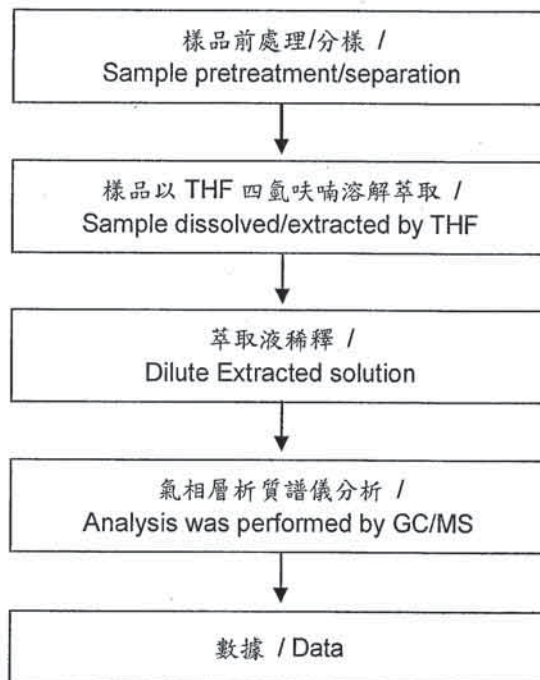 樣品前處理/分樣 /
Sample pretreatment/separation
樣品以 THF 四氫呋喃溶解萃取 /
Sample dissolved/extracted by THF
萃取液稀釋 /
Dilute Extracted solution
氣相層析質譜儀分析 /
Analysis was performed by GC/MS
數據 / Data